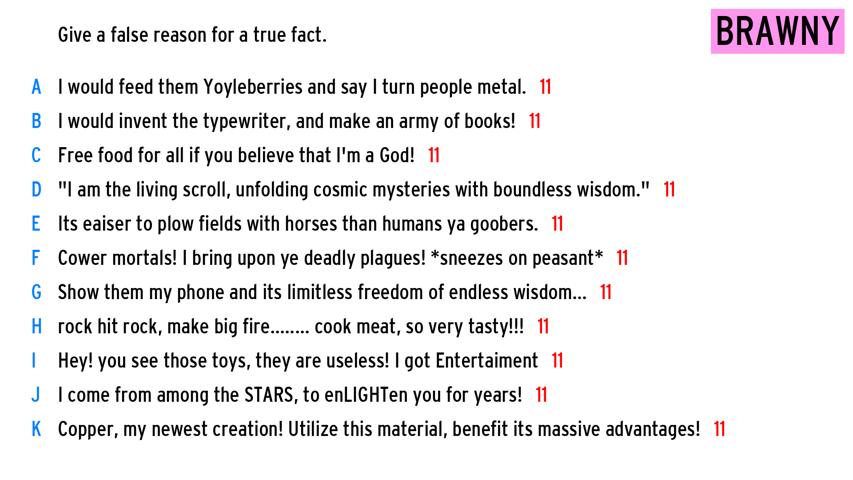 Give a false reason for a true fact.
BRAWNY
A I would feed them Yoyleberries and say I turn people metal. 11
B I would invent the typewriter, and make an army of books! 11
C Free food for all if you believe that I'm a God! 11
D "I am the living scroll, unfolding cosmic mysteries with boundless wisdom." 11
E Its eaiser to plow fields with horses than humans ya goobers. 11
F Cower mortals! I bring upon ye deadly plagues! *sneezes on peasant* 11
G Show them my phone and its limitless freedom of endless wisdom... 11
H rock hit rock, make big fire........ cook meat, so very tasty!!! 11
I Hey! you see those toys, they are useless! I got Entertaiment 11
J I come from among the STARS, to enLIGHTen you for years! 11
K Copper, my newest creation! Utilize this material, benefit its massive advantages! 11